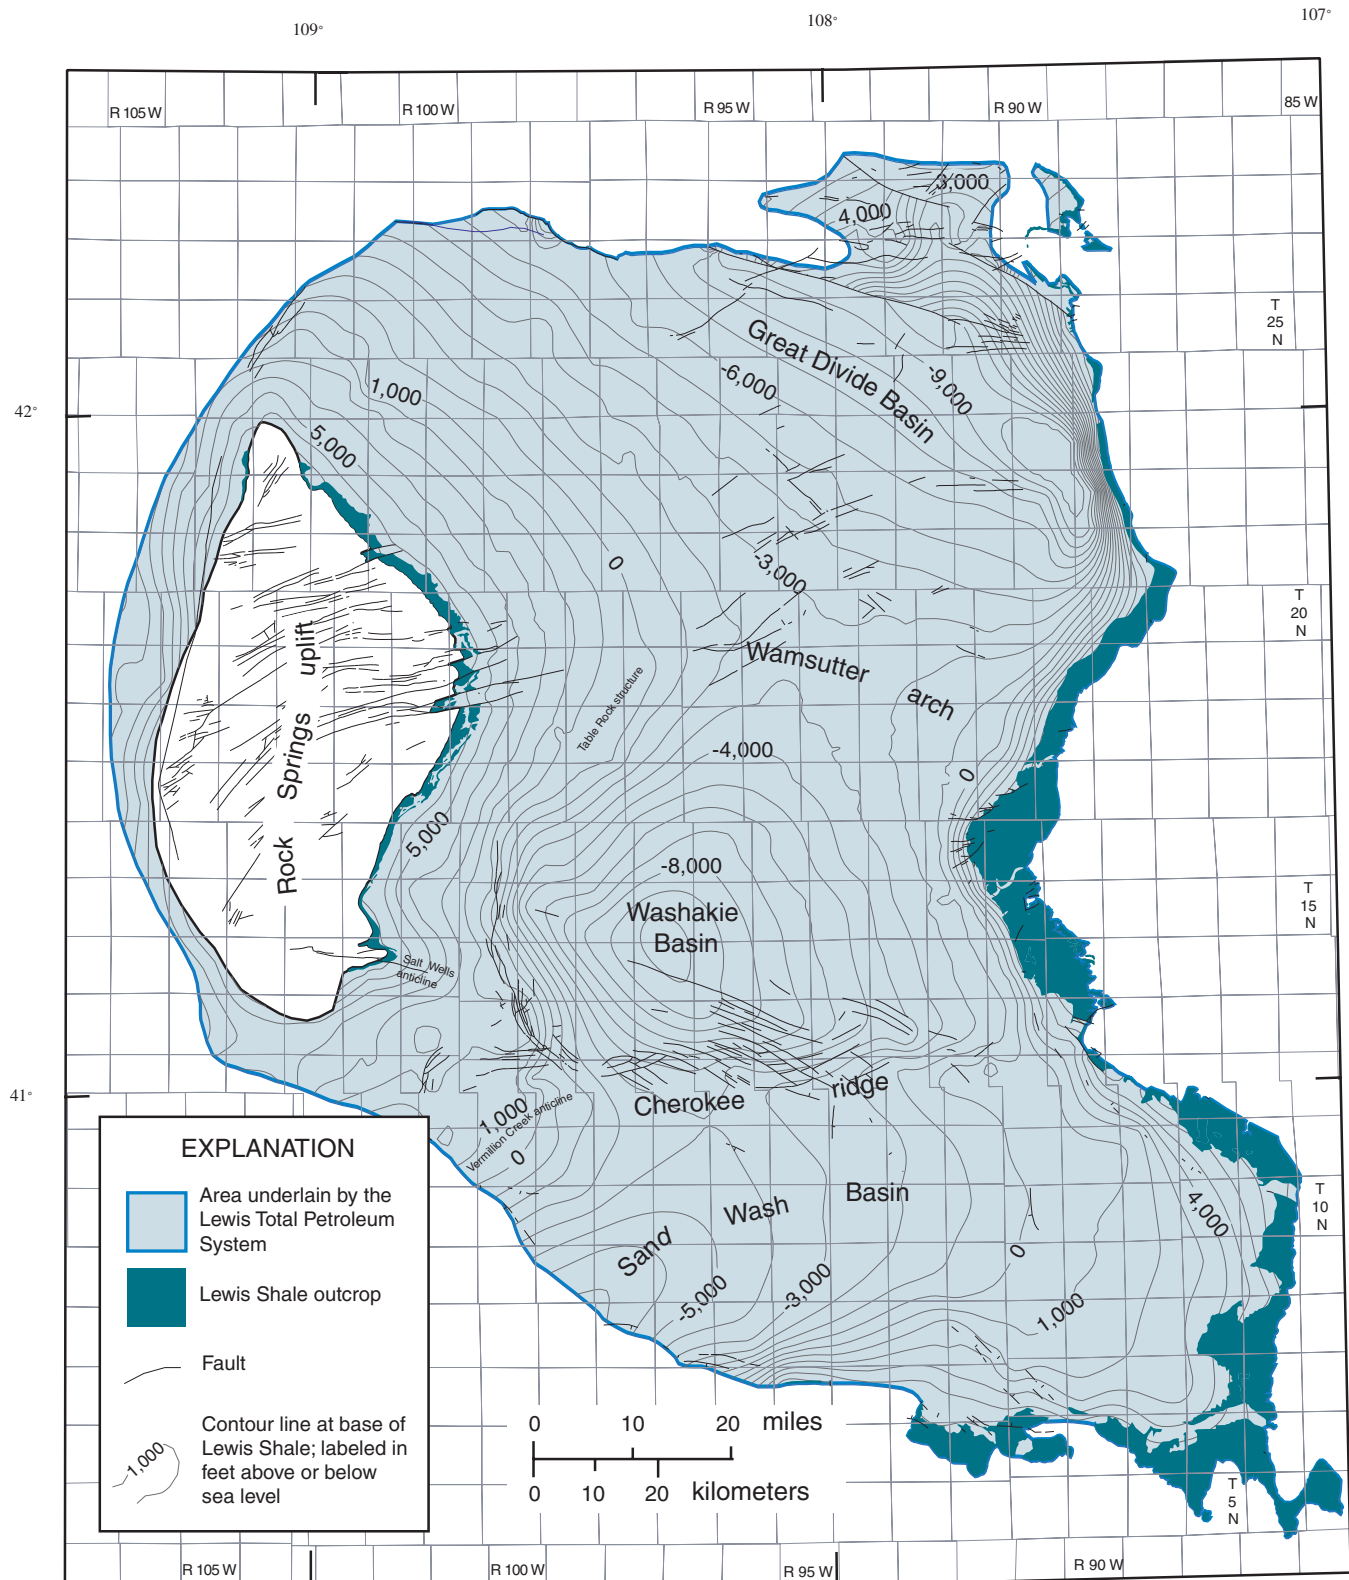 109°
108°
107°
R 105 W
R 100 W
R 95 W
R 90 W
85 W
3,000
4,000
T
25
N
Great Divide Basin
-6,000
-9,000
1,000
42°
5,000
0
-3,000
T
20
N
Rock Springs uplift
Wamsutter arch
Table Rock structure
-4,000
0
5,000
-8,000
Washakie
Basin
T
15
N
Salt Wells
anticline
41°
Cherokee ridge
1,000
Vermillion Creek anticline
0
Sand Wash Basin
4,000
T
10
N
0
-5,000
-3,000
1,000
EXPLANATION
Area underlain by the
Lewis Total Petroleum
System
Lewis Shale outcrop
Fault
Contour line at base of
Lewis Shale; labeled in
feet above or below
sea level
1,000
0 10 20 miles
0 10 20 kilometers
T
5
N
R 105 W
R 100 W
R 95 W
R 90 W